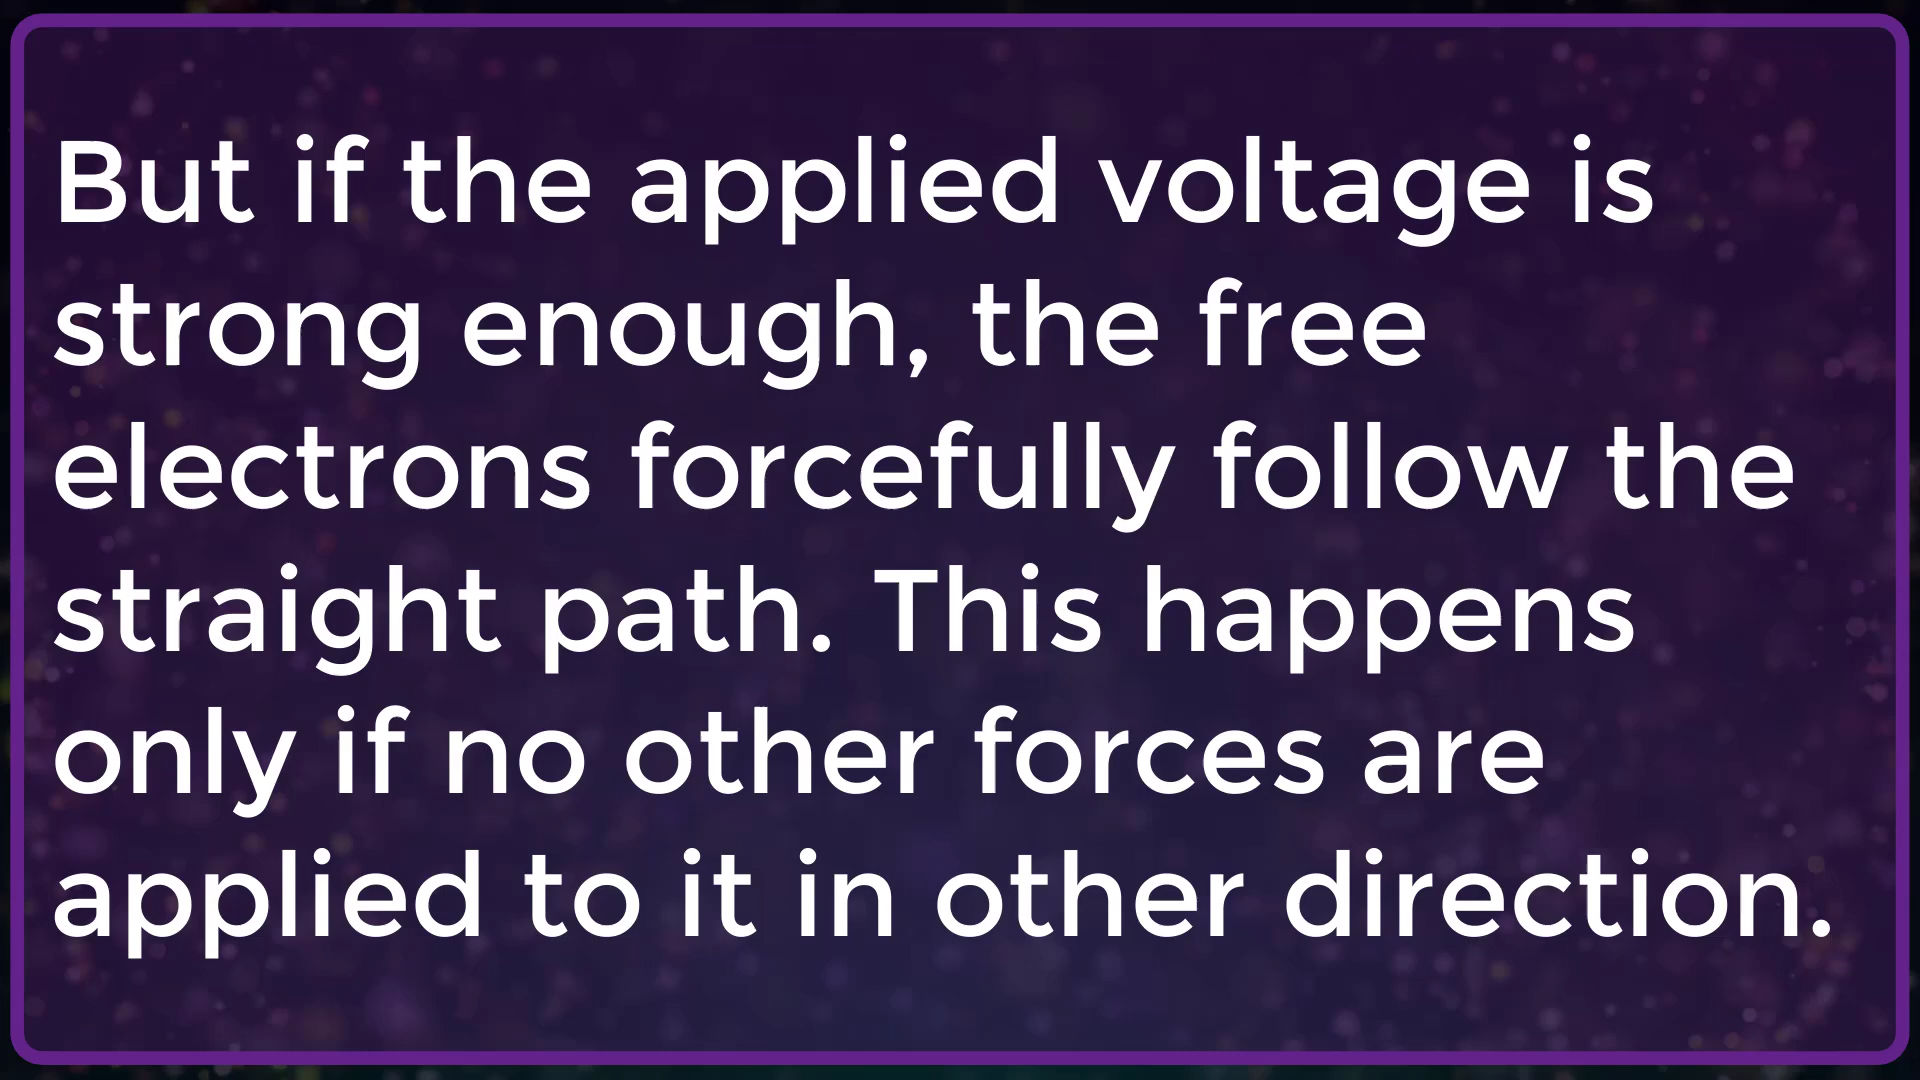 But if the applied voltage is
strong enough, the free
electrons forcefully follow the
straight path. This happens
only if no other forces are
applied to it in other direction.